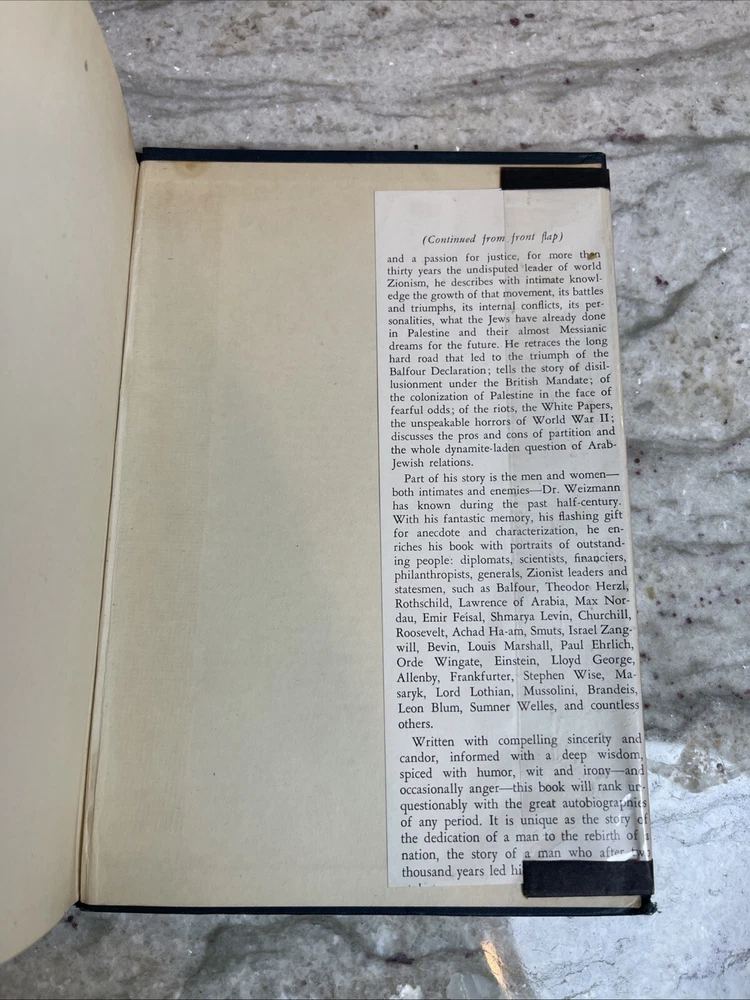 (Continued from front flap)
and a passion for justice, for more than
thirty years the undisputed leader of world
Zionism, he describes with intimate knowl-
edge the growth of that movement, its battles
and triumphs, its internal conflicts, its per-
sonalities, what the Jews have already done
in Palestine and their almost Messianic
dreams for the future. He retraces the long
hard road that led to the triumph of the
Balfour Declaration; tells the story of disil-
lusionment under the British Mandate; of
the colonization of Palestine in the face of
fearful odds; of the riots, the White Papers,
the unspeakable horrors of World War II;
discusses the pros and cons of partition and
the whole dynamite-laden question of Arab-
Jewish relations.
Part of his story is the men and women—
both intimates and enemies—Dr. Weizmann
has known during the past half-century.
With his fantastic memory, his flashing gift
for anecdote and characterization, he en-
riches his book with portraits of outstand-
ing people: diplomats, scientists, financiers,
philanthropists, generals, Zionist leaders and
statesmen, such as Balfour, Theodor Herzl,
Rothschild, Lawrence of Arabia, Max Nor-
dau, Emir Feisal, Shmarya Levin, Churchill,
Roosevelt, Achad Ha-am, Smuts, Israel Zang-
will, Bevin, Louis Marshall, Paul Ehrlich,
Orde Wingate, Einstein, Lloyd George,
Allenby, Frankfurter, Stephen Wise, Ma-
saryk, Lord Lothian, Mussolini, Brandeis,
Leon Blum, Sumner Welles, and countless
others.
Written with compelling sincerity and
candor, informed with a deep wisdom,
spiced with humor, wit and irony—and
occasionally anger—this book will rank un-
questionably with the great autobiographies
of any period. It is unique as the story of
the dedication of a man to the rebirth of a
nation, the story of a man who after two
thousand years led